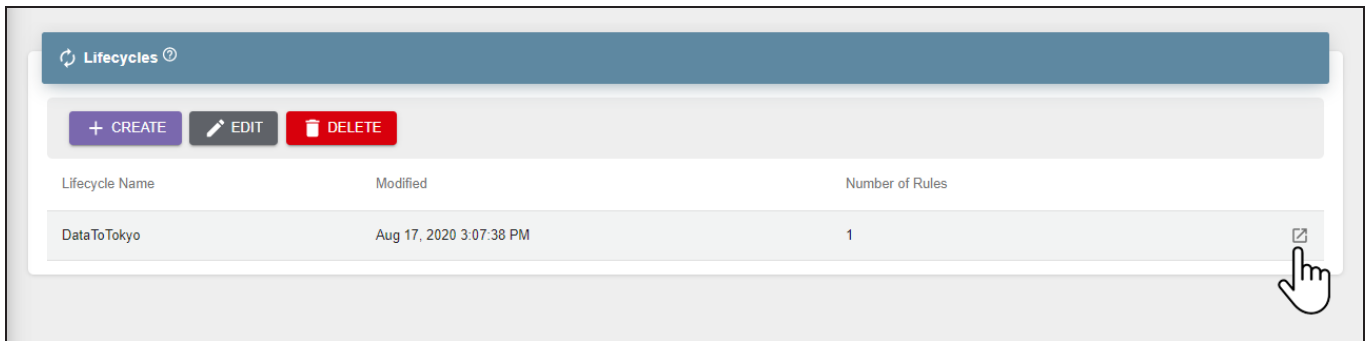 Lifecycles ?
+ CREATE EDIT DELETE
Lifecycle Name Modified Number of Rules
DataToTokyo Aug 17, 2020 3:07:38 PM 1